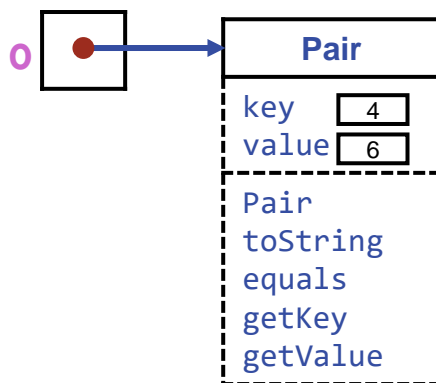 o
Pair
key 4
value 6
Pair
toString
equals
getKey
getValue